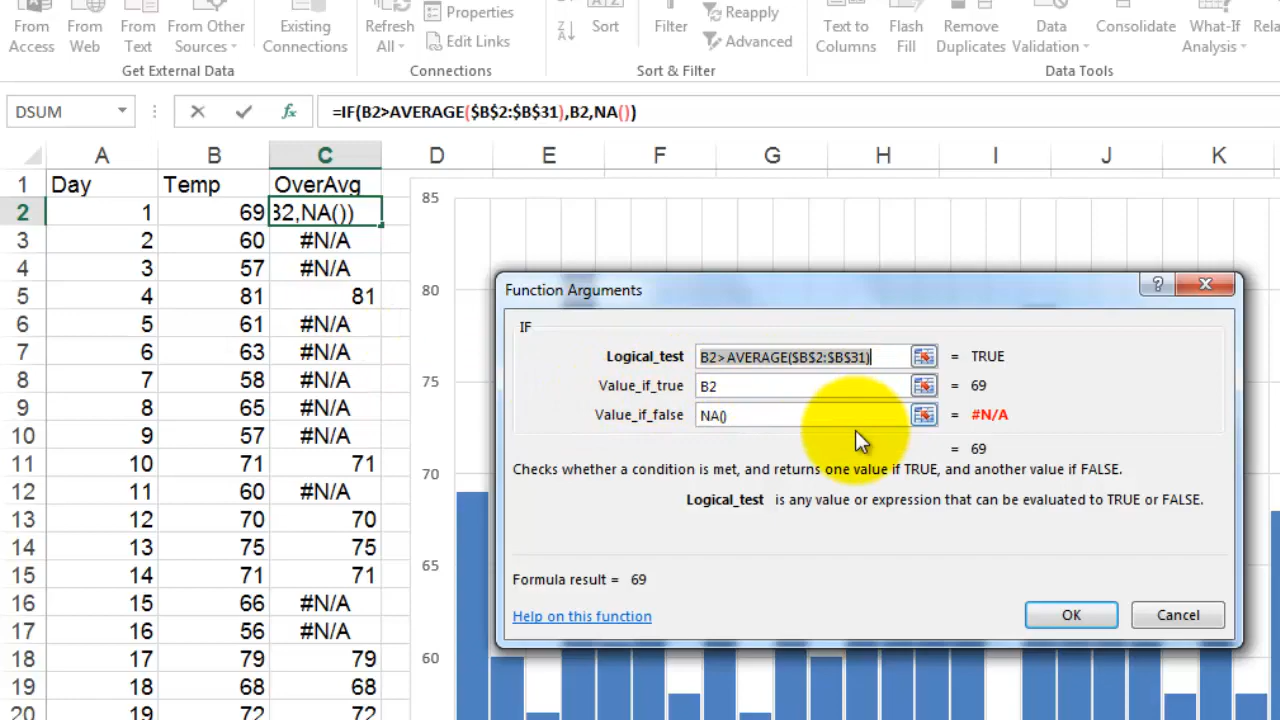 From Access
From Web
From Text
From Other Sources
Existing Connections
Refresh All
Properties
Edit Links
Sort
Filter
Reapply
Advanced
Text to Columns
Flash Fill
Remove Duplicates
Data Validation
Consolidate
What-If Analysis
Get External Data
Connections
Sort & Filter
Data Tools
DSUM
fx
=IF(B2>AVERAGE($B$2:$B$31),B2,NA())
A B C D E F G H I J K
1 Day Temp OverAvg
2 1 69 B2,NA())
3 2 60 #N/A
4 3 57 #N/A
5 4 81 81
6 5 61 #N/A
7 6 63 #N/A
8 7 58 #N/A
9 8 65 #N/A
10 9 57 #N/A
11 10 71 71
12 11 60 #N/A
13 12 70 70
14 13 75 75
15 14 71 71
16 15 66 #N/A
17 16 56 #N/A
18 17 79 79
19 18 68 68
20 19 72 72
85
80
75
70
65
60
Function Arguments
?
IF
Logical_test B2>AVERAGE($B$2:$B$31) = TRUE
Value_if_true B2 = 69
Value_if_false NA() = #N/A
= 69
Checks whether a condition is met, and returns one value if TRUE, and another value if FALSE.
Logical_test is any value or expression that can be evaluated to TRUE or FALSE.
Formula result = 69
Help on this function
OK
Cancel